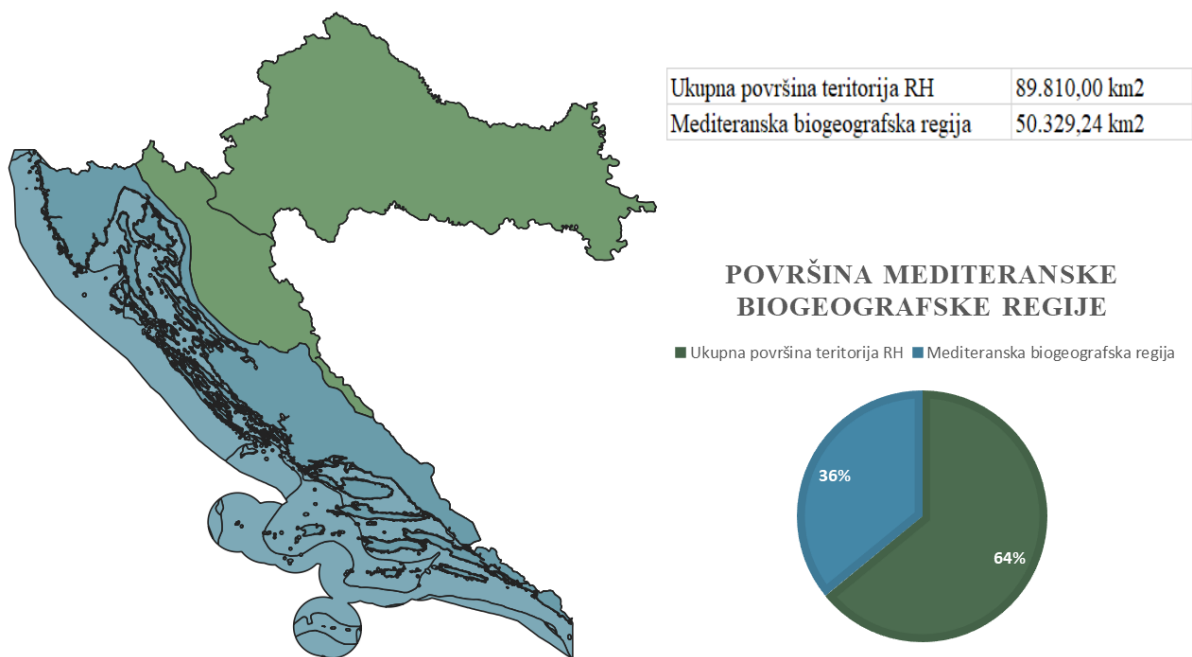 Ukupna površina teritorija RH 89.810,00 km2
Mediteranska biogeografska regija 50.329,24 km2
POVRŠINA MEDITERANSKE
BIOGEOGRAFSKE REGIJE
Ukupna površina teritorija RH Mediteranska biogeografska regija
36%
64%